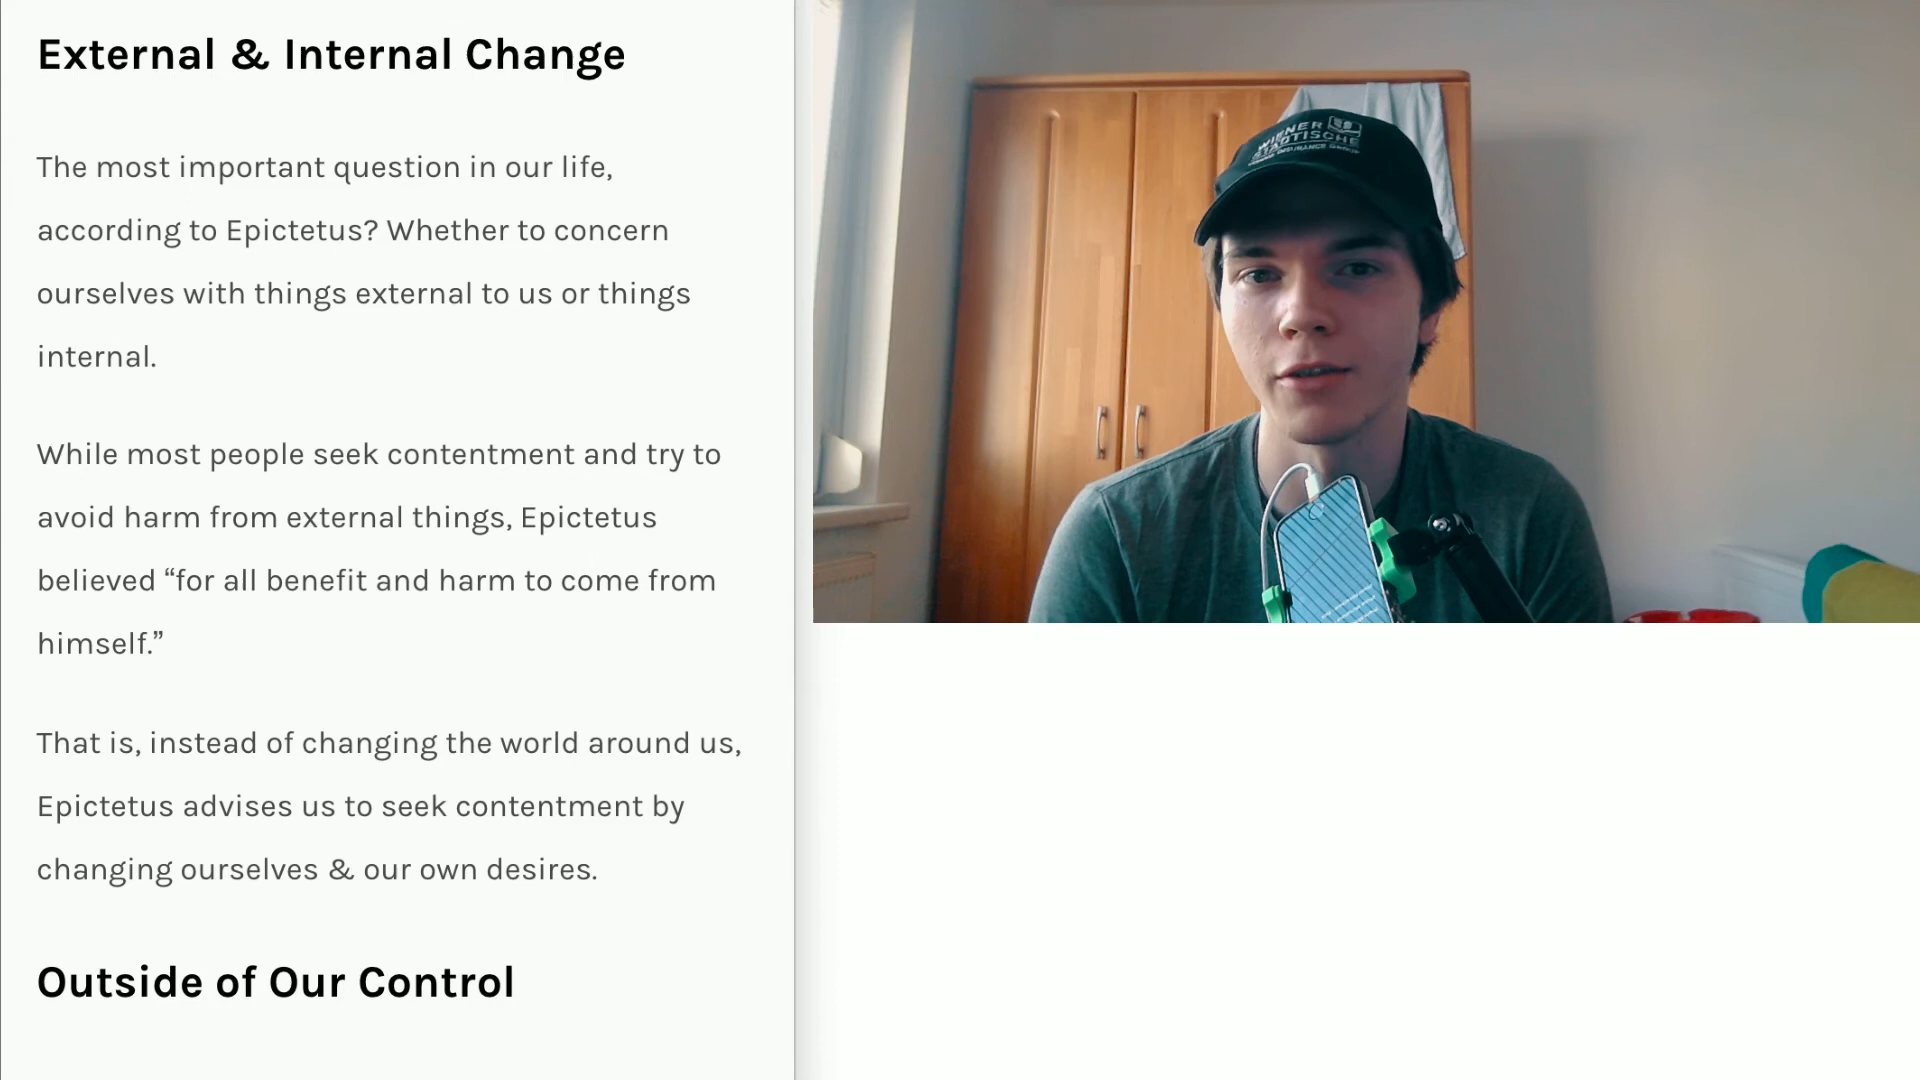 External & Internal Change
The most important question in our life,
according to Epictetus? Whether to concern
ourselves with things external to us or things
internal.
While most people seek contentment and try to
avoid harm from external things, Epictetus
believed “for all benefit and harm to come from
himself.”
That is, instead of changing the world around us,
Epictetus advises us to seek contentment by
changing ourselves & our own desires.
Outside of Our Control
WIENER
STÄDTISCHE
VIENNA INSURANCE GROUP